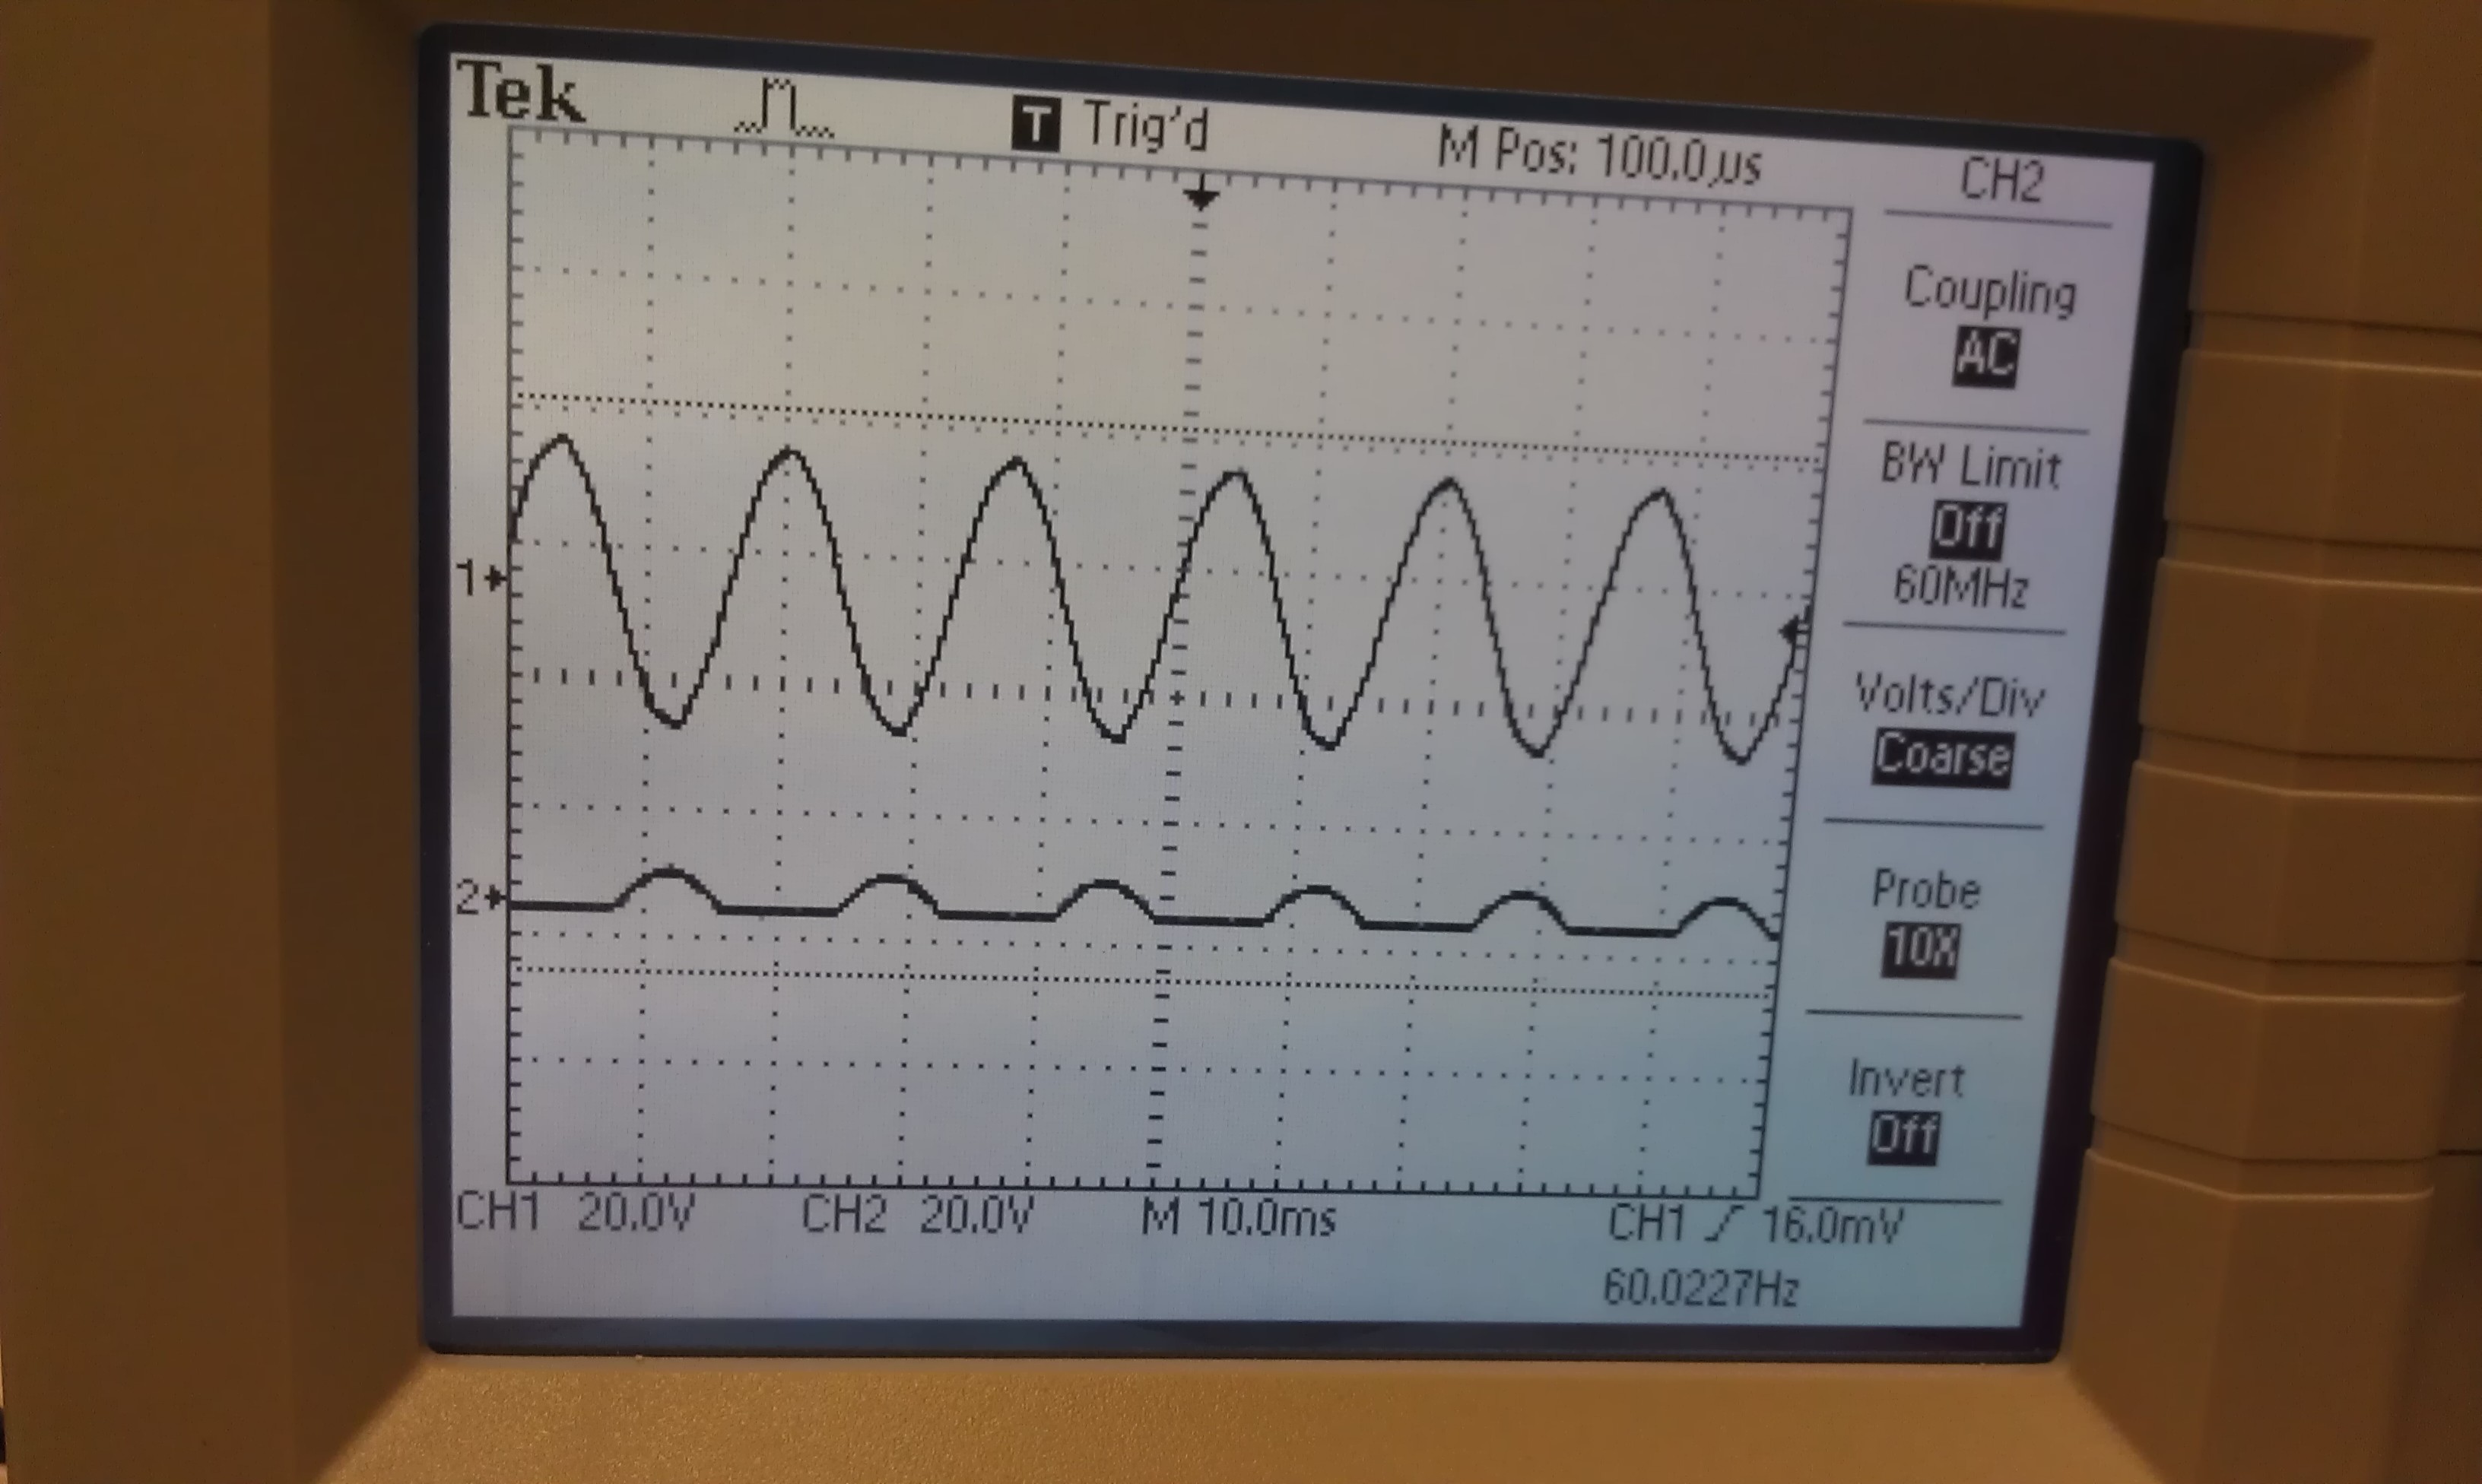 Tek
T Trig'd
M Pos: 100.0µs
CH2
Coupling
AC
BW Limit
Off
60MHz
Volts/Div
Coarse
Probe
10X
Invert
Off
1
2
CH1 20.0V
CH2 20.0V
M 10.0ms
CH1 16.0mV
60.0227Hz